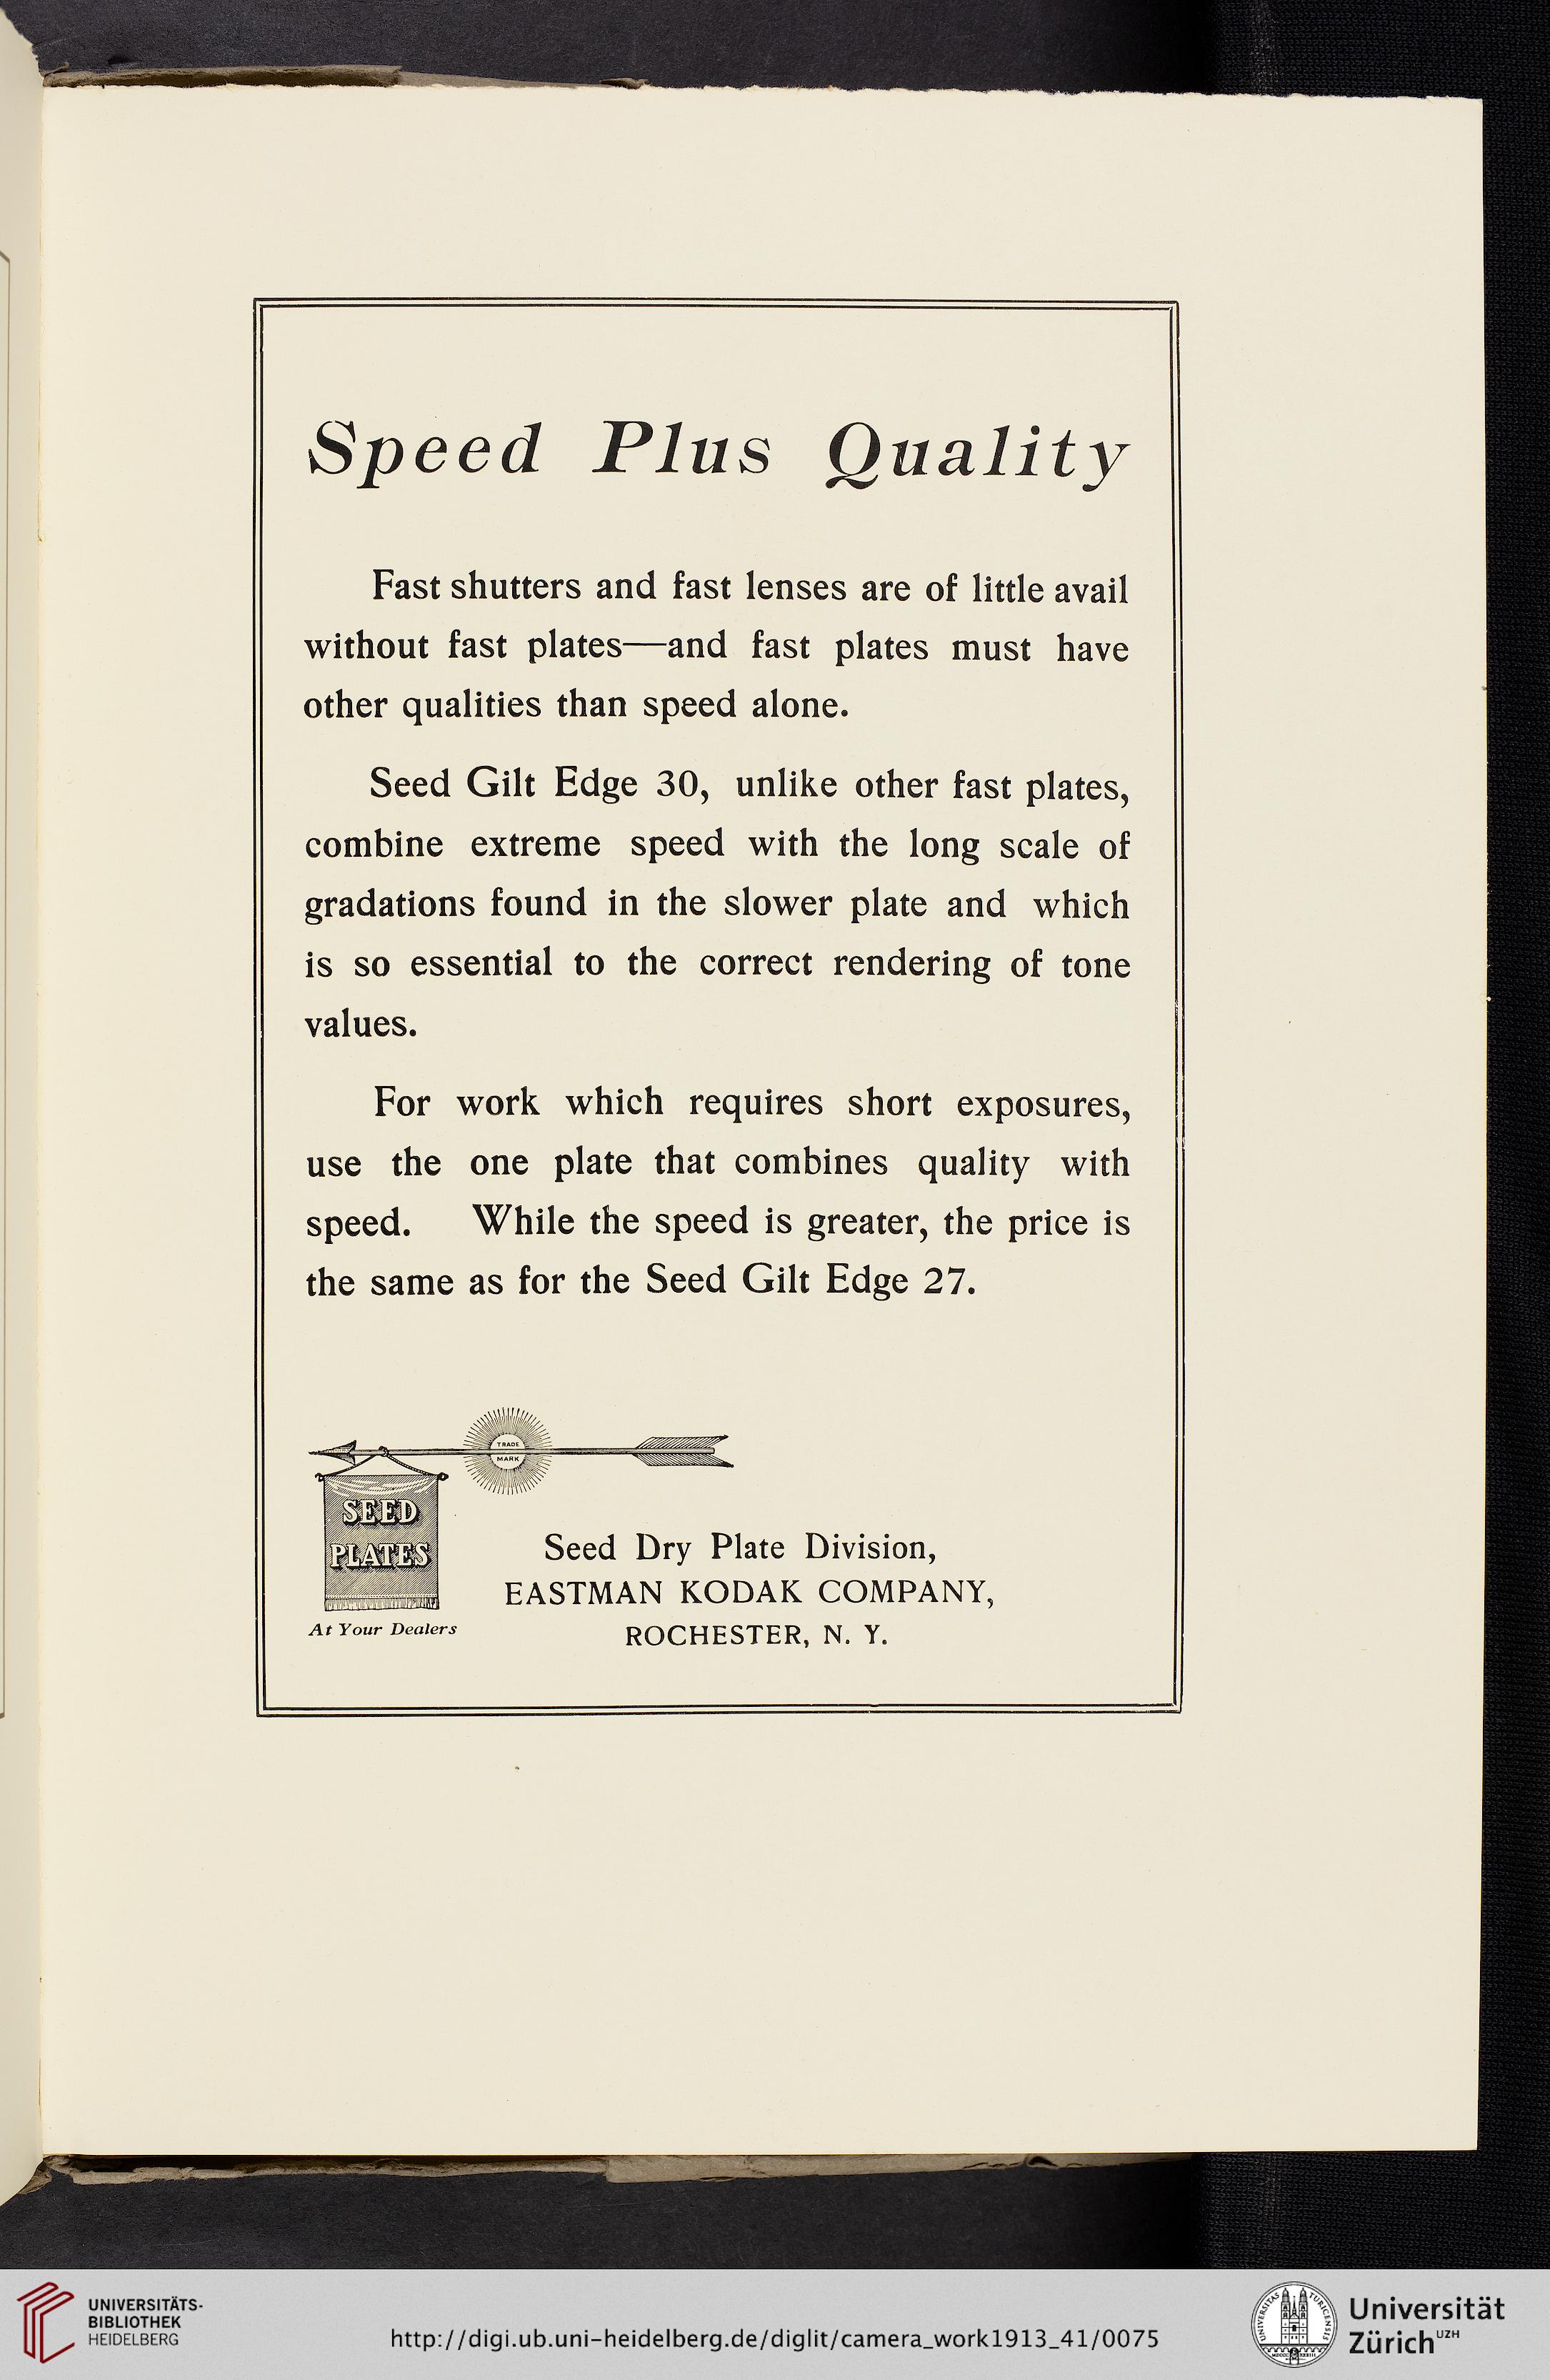 Speed Plus Quality
Fast shutters and fast lenses are of little avail
without fast plates—and fast plates must have
other qualities than speed alone.
Seed Gilt Edge 30, unlike other fast plates,
combine extreme speed with the long scale of
gradations found in the slower plate and which
is so essential to the correct rendering of tone
values.
For work which requires short exposures,
use the one plate that combines quality with
speed. While the speed is greater, the price is
the same as for the Seed Gilt Edge 27.
TRADE
MARK
SEED
PLATES
At Your Dealers
Seed Dry Plate Division,
EASTMAN KODAK COMPANY,
ROCHESTER, N. Y.
UNIVERSITÄTS-
BIBLIOTHEK
HEIDELBERG
http://digi.ub.uni-heidelberg.de/diglit/camera_work1913_41/0075
UNIVERSITAS TURICENSIS
Universität
Zürich UZH